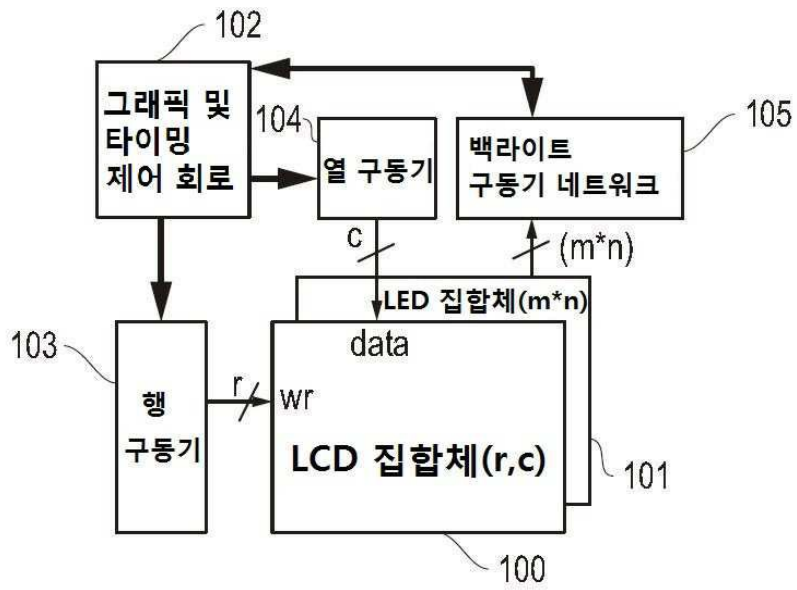 102
그래픽 및
타이밍
제어 회로
104
열 구동기
105
백라이트
구동기 네트워크
c
(m*n)
LED 집합체(m*n)
data
103
행
구동기
r
wr
LCD 집합체(r,c)
101
100